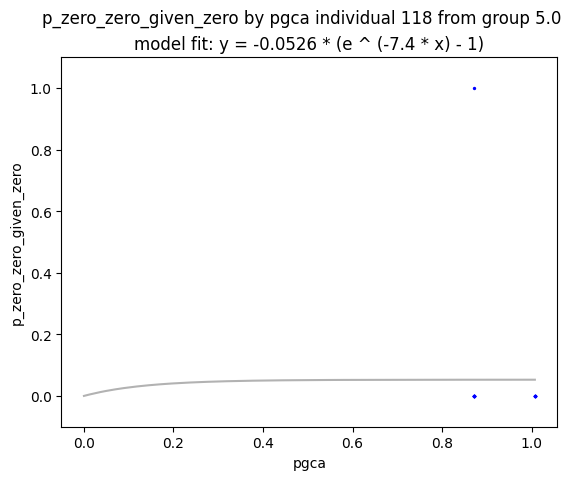 p_zero_zero_given_zero by pgca individual 118 from group 5.0
model fit: y = -0.0526 * (e ^ (-7.4 * x) - 1)
1.0
0.8
0.6
0.4
0.2
0.0
p_zero_zero_given_zero
0.0 0.2 0.4 0.6 0.8 1.0
pgca